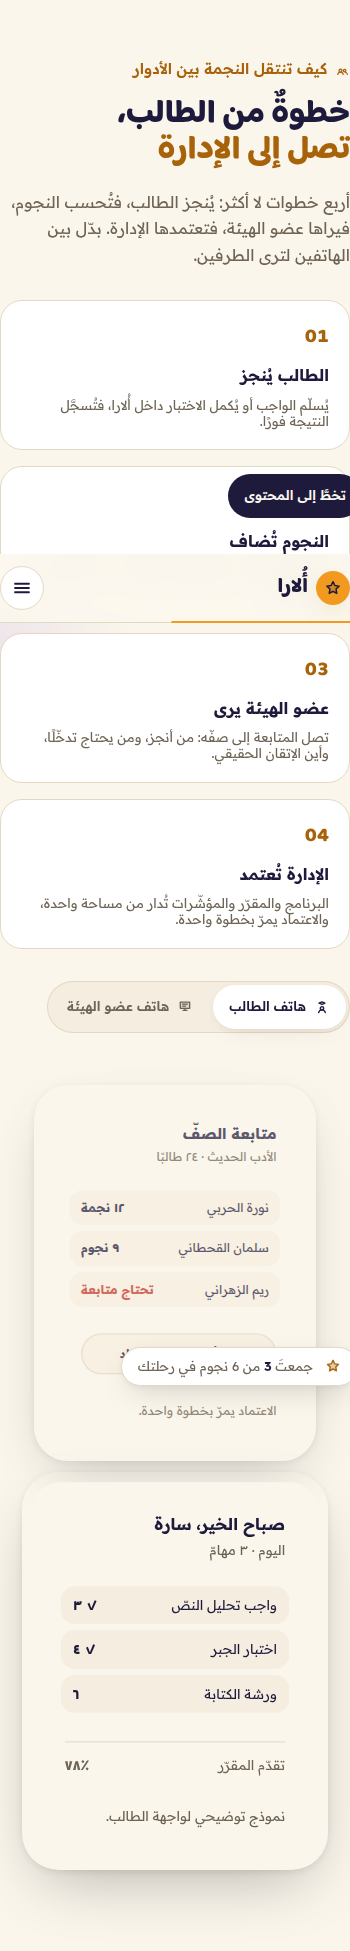 كيف تنتقل النجمة بين الأدوار
خطوةٌ من الطالب،
تصل إلى الإدارة
أربع خطوات لا أكثر: يُنجز الطالب، فتُحسب النجوم،
فيراها عضو الهيئة، فتعتمدها الإدارة. بدّل بين
الهاتفين لترى الطرفين.
01
الطالب يُنجز
يُسلّم الواجب أو يُكمل الاختبار داخل أُلارا، فتُسجَّل
النتيجة فورًا.
تخطَّ إلى المحتوى
النجوم تُضاف
أُلارا
03
عضو الهيئة يرى
تصل المتابعة إلى صفّه: من أنجز، ومن يحتاج تدخّلًا،
وأين الإتقان الحقيقي.
04
الإدارة تُعتمد
البرنامج والمقرّر والمؤشّرات تُدار من مساحة واحدة،
والاعتماد يمرّ بخطوة واحدة.
هاتف الطالب
هاتف عضو الهيئة
متابعة الصفّ
الأدب الحديث · ٢٤ طالبًا
نورة الحربي ١٢ نجمة
سلمان القحطاني ٩ نجوم
ريم الزهراني تحتاج متابعة
جمعتَ 3 من 6 نجوم في رحلتك
الاعتماد يمرّ بخطوة واحدة.
صباح الخير، سارة
اليوم · ٣ مهامّ
واجب تحليل النصّ ✓ ٣
اختبار الجبر ✓ ٤
ورشة الكتابة ٦
تقدّم المقرّر ٧٨٪
نموذج توضيحي لواجهة الطالب.